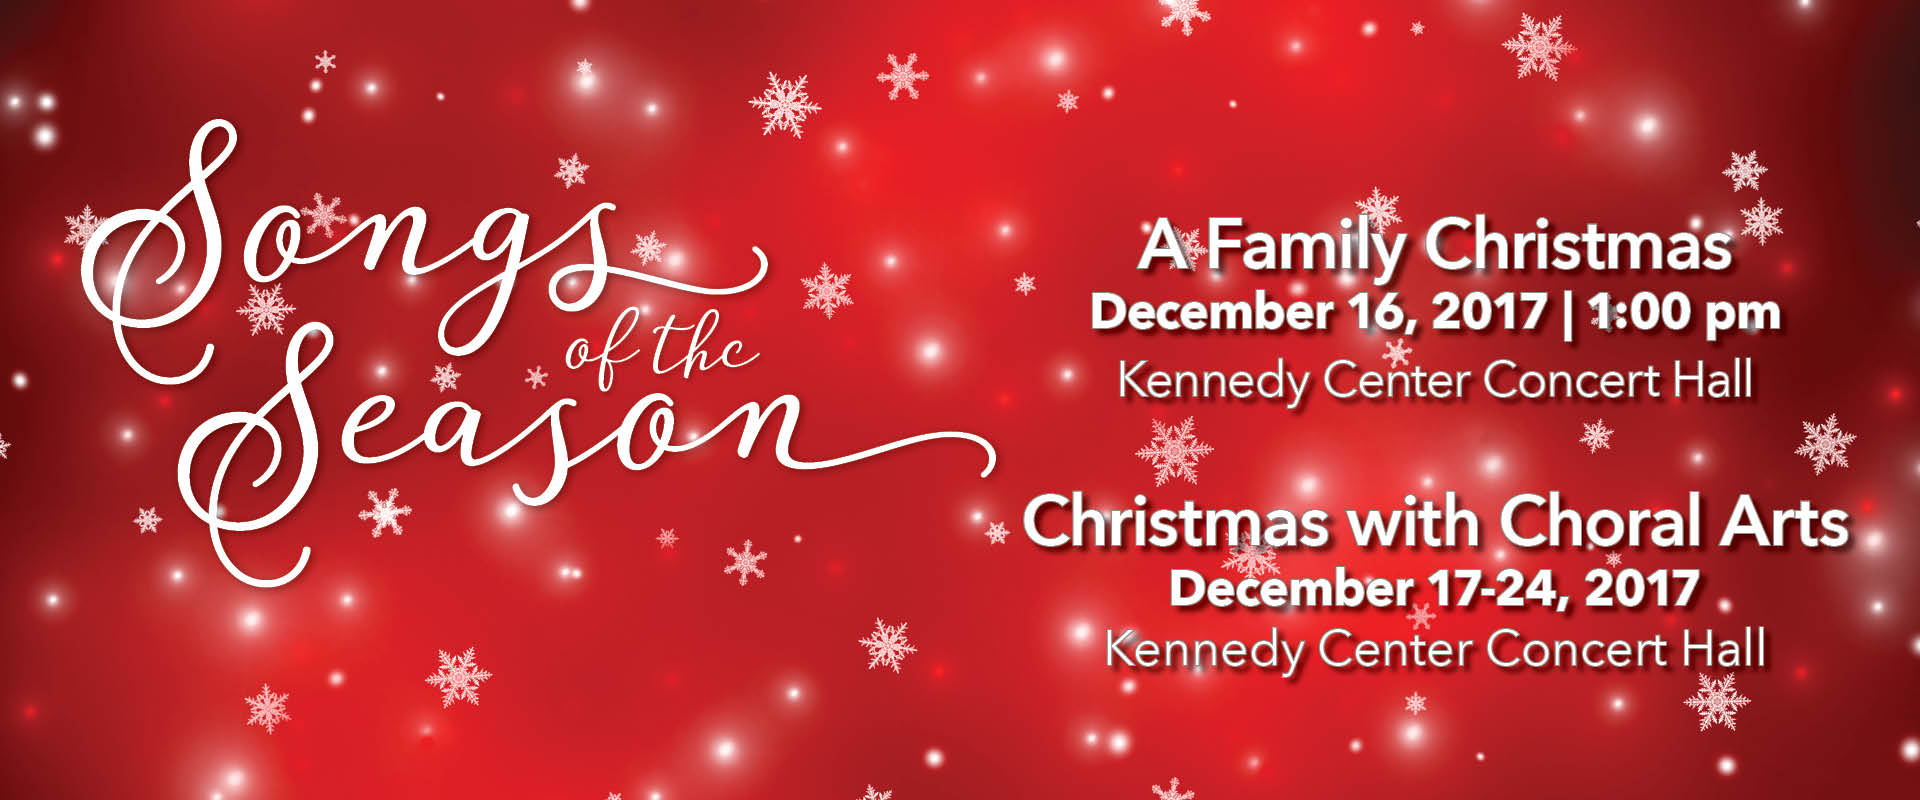 Songs
of the
Season
A Family Christmas
December 16, 2017 | 1:00 pm
Kennedy Center Concert Hall
Christmas with Choral Arts
December 17-24, 2017
Kennedy Center Concert Hall